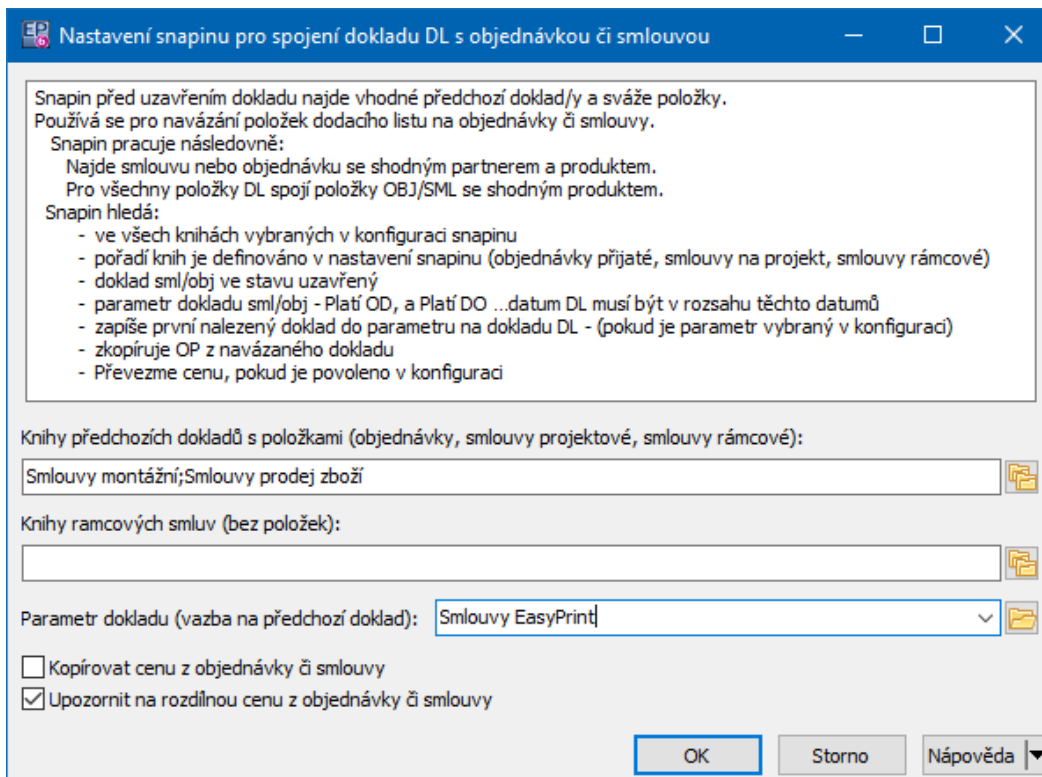 EP 6
Nastavení snapinu pro spojení dokladu DL s objednávkou či smlouvou
Snapin před uzavřením dokladu najde vhodné předchozí doklad/y a sváže položky.
Používá se pro navázání položek dodacího listu na objednávky či smlouvy.
Snapin pracuje následovně:
Najde smlouvu nebo objednávku se shodným partnerem a produktem.
Pro všechny položky DL spojí položky OBJ/SML se shodným produktem.
Snapin hledá:
- ve všech knihách vybraných v konfiguraci snapinu
- pořadí knih je definováno v nastavení snapinu (objednávky přijaté, smlouvy na projekt, smlouvy rámcové)
- doklad sml/obj ve stavu uzavřený
- parametr dokladu sml/obj - Platí OD, a Platí DO ...datum DL musí být v rozsahu těchto datumů
- zapíše první nalezený doklad do parametru na dokladu DL - (pokud je parametr vybraný v konfiguraci)
- zkopíruje OP z navázaného dokladu
- Převezme cenu, pokud je povoleno v konfiguraci
Knihy předchozích dokladů s položkami (objednávky, smlouvy projektové, smlouvy rámcové):
Smlouvy montážní;Smlouvy prodej zboží
Knihy ramcových smluv (bez položek):
Parametr dokladu (vazba na předchozí doklad): Smlouvy EasyPrint
Kopírovat cenu z objednávky či smlouvy
Upozornit na rozdílnou cenu z objednávky či smlouvy
OK Storno Nápověda